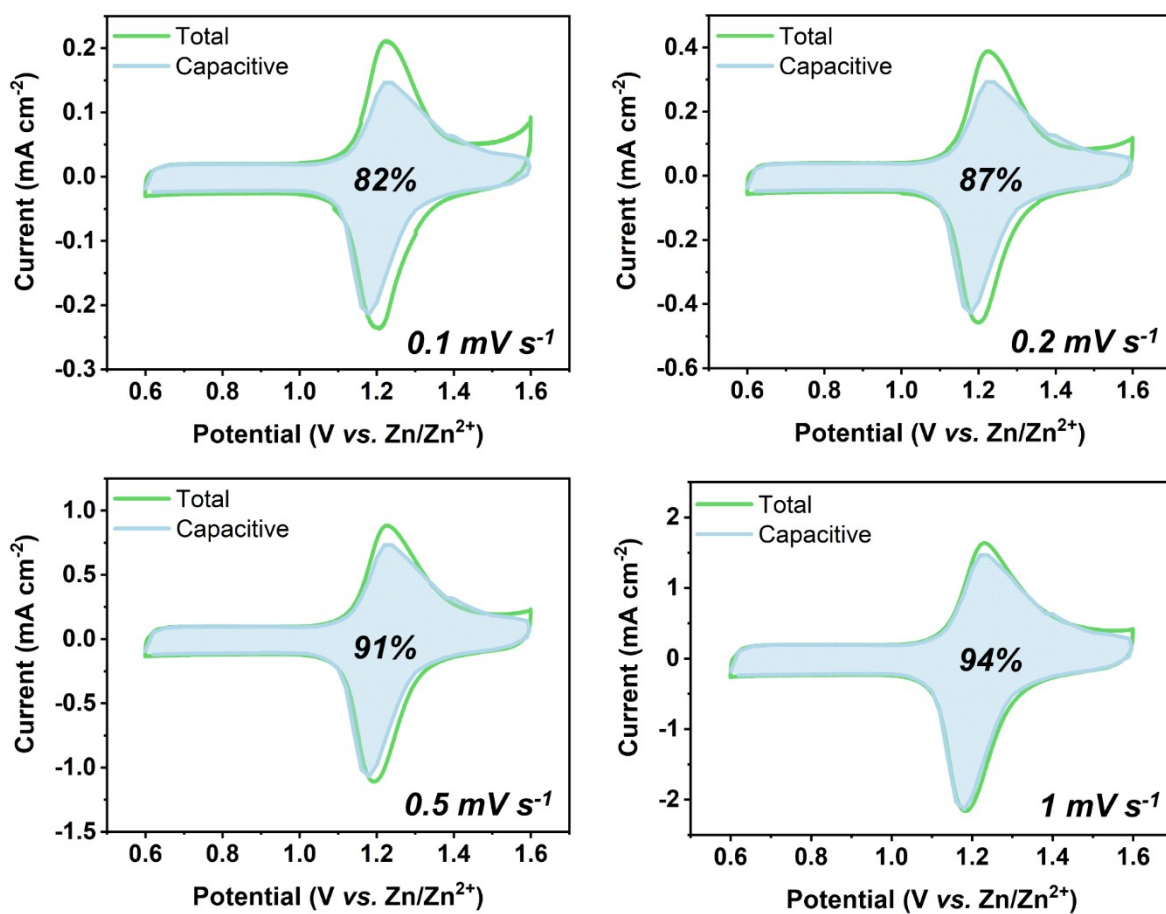 Total
Capacitive
82%
0.1 mV s⁻¹
Current (mA cm⁻²)
0.2
0.1
0.0
-0.1
-0.2
-0.3
0.6 0.8 1.0 1.2 1.4 1.6
Potential (V vs. Zn/Zn²⁺)
Total
Capacitive
87%
0.2 mV s⁻¹
Current (mA cm⁻²)
0.4
0.2
0.0
-0.2
-0.4
-0.6
0.6 0.8 1.0 1.2 1.4 1.6
Potential (V vs. Zn/Zn²⁺)
Total
Capacitive
91%
0.5 mV s⁻¹
Current (mA cm⁻²)
1.0
0.5
0.0
-0.5
-1.0
-1.5
0.6 0.8 1.0 1.2 1.4 1.6
Potential (V vs. Zn/Zn²⁺)
Total
Capacitive
94%
1 mV s⁻¹
Current (mA cm⁻²)
2
1
0
-1
-2
0.6 0.8 1.0 1.2 1.4 1.6
Potential (V vs. Zn/Zn²⁺)